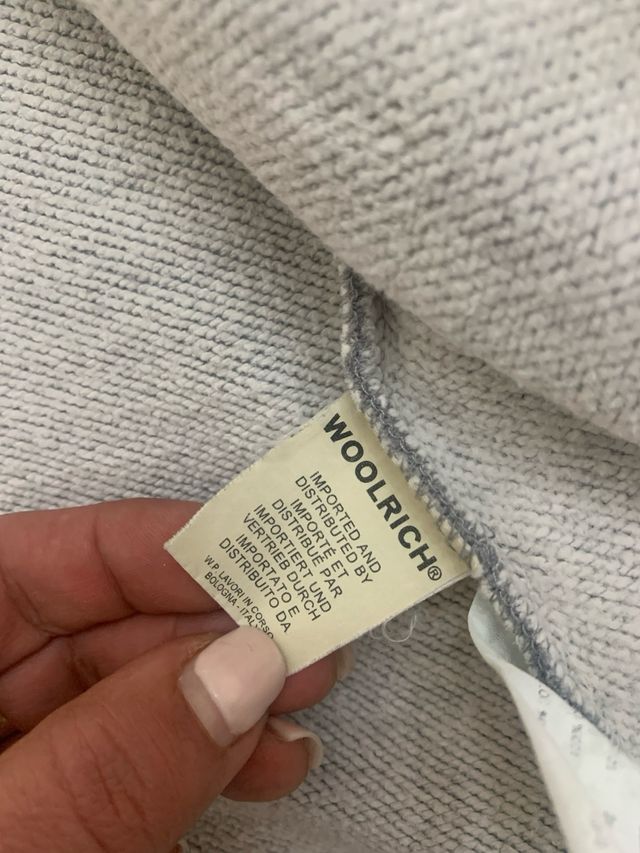 WOOLRICH®
IMPORTED AND
DISTRIBUTED BY
IMPORTÉ ET
DISTRIBUÉ PAR
IMPORTIERT UND
VERTRIEB DURCH
IMPORTATO E
DISTRIBUITO DA
W.P. LAVORI IN CORSO
BOLOGNA - ITALY